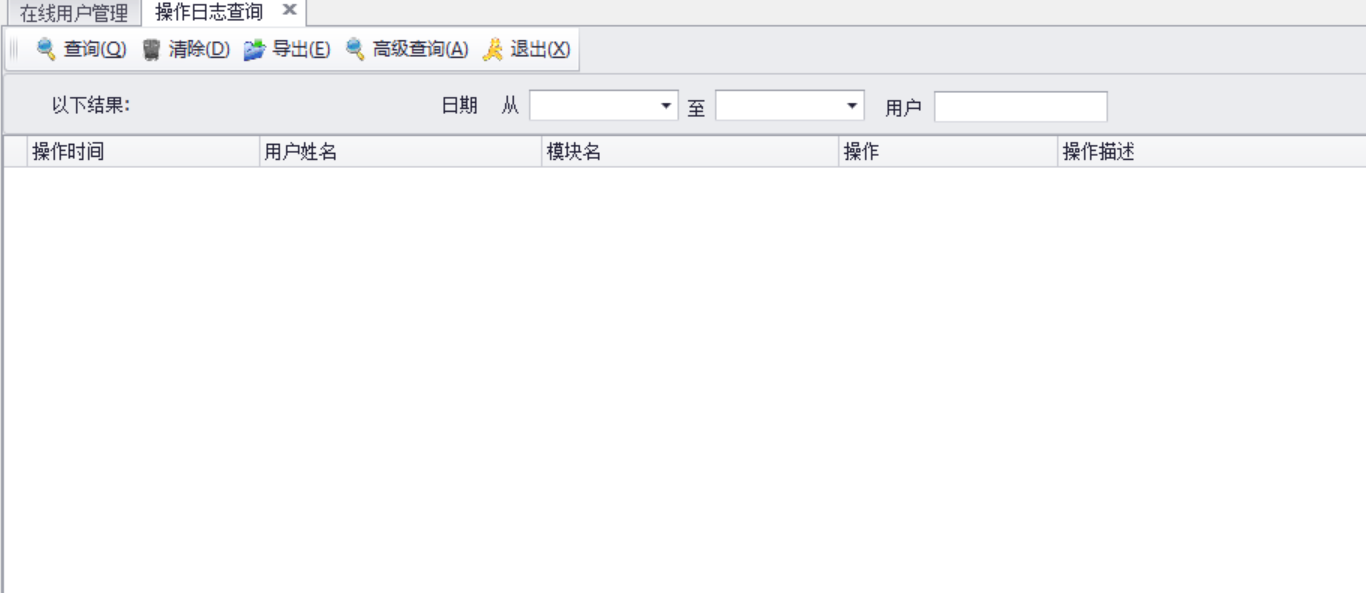 在线用户管理 操作日志查询
查询(Q) 清除(D) 导出(E) 高级查询(A) 退出(X)
以下结果: 日期 从 至 用户
操作时间 用户姓名 模块名 操作 操作描述